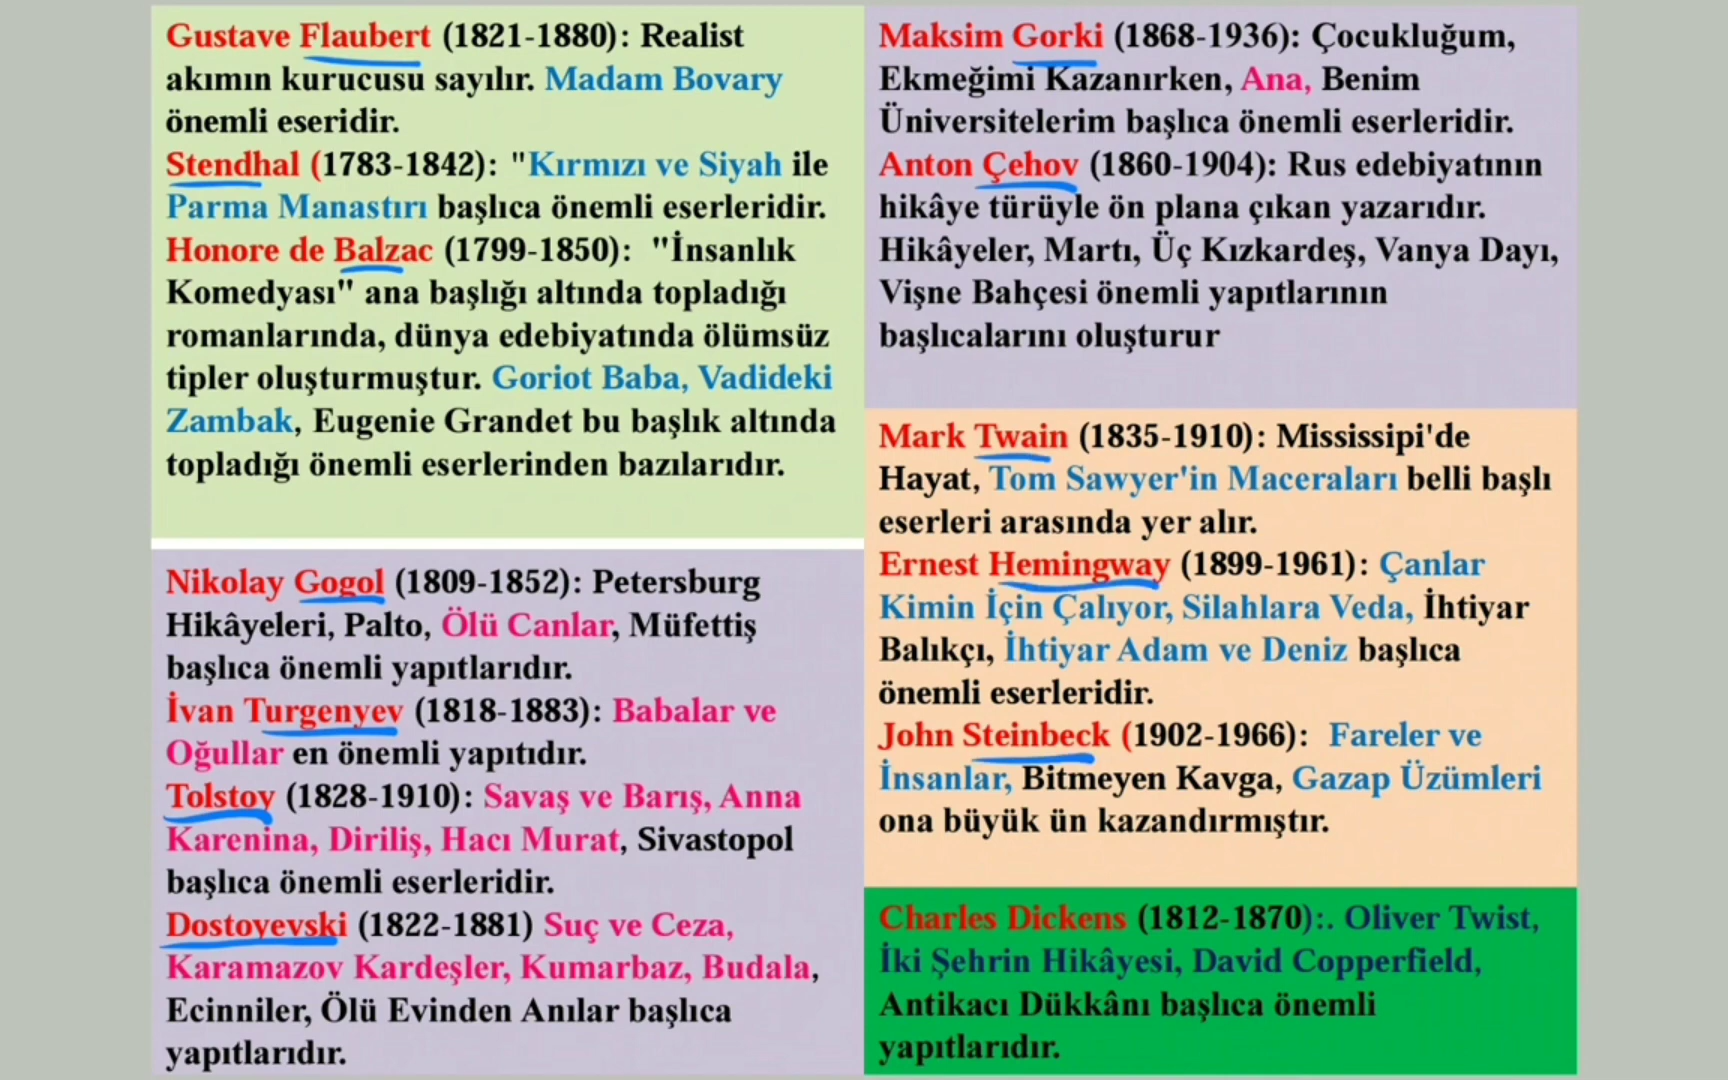 Gustave Flaubert (1821-1880): Realist
akımın kurucusu sayılır. Madam Bovary
önemli eseridir.
Stendhal (1783-1842): "Kırmızı ve Siyah ile
Parma Manastırı başlıca önemli eserleridir.
Honore de Balzac (1799-1850): "İnsanlık
Komedyası" ana başlığı altında topladığı
romanlarında, dünya edebiyatında ölümsüz
tipler oluşturmuştur. Goriot Baba, Vadideki
Zambak, Eugenie Grandet bu başlık altında
topladığı önemli eserlerinden bazılarıdır.
Nikolay Gogol (1809-1852): Petersburg
Hikâyeleri, Palto, Ölü Canlar, Müfettiş
başlıca önemli yapıtlarıdır.
İvan Turgenyev (1818-1883): Babalar ve
Oğullar en önemli yapıtıdır.
Tolstoy (1828-1910): Savaş ve Barış, Anna
Karenina, Diriliş, Hacı Murat, Sivastopol
başlıca önemli eserleridir.
Dostoyevski (1822-1881) Suç ve Ceza,
Karamazov Kardeşler, Kumarbaz, Budala,
Ecinniler, Ölü Evinden Anılar başlıca
yapıtlarıdır.
Maksim Gorki (1868-1936): Çocukluğum,
Ekmeğimi Kazanırken, Ana, Benim
Üniversitelerim başlıca önemli eserleridir.
Anton Çehov (1860-1904): Rus edebiyatının
hikâye türüyle ön plana çıkan yazarıdır.
Hikâyeler, Martı, Üç Kızkardeş, Vanya Dayı,
Vişne Bahçesi önemli yapıtlarının
başlıcalarını oluşturur
Mark Twain (1835-1910): Mississipi'de
Hayat, Tom Sawyer'in Maceraları belli başlı
eserleri arasında yer alır.
Ernest Hemingway (1899-1961): Çanlar
Kimin İçin Çalıyor, Silahlara Veda, İhtiyar
Balıkçı, İhtiyar Adam ve Deniz başlıca
önemli eserleridir.
John Steinbeck (1902-1966): Fareler ve
İnsanlar, Bitmeyen Kavga, Gazap Üzümleri
ona büyük ün kazandırmıştır.
Charles Dickens (1812-1870):. Oliver Twist,
İki Şehrin Hikâyesi, David Copperfield,
Antikacı Dükkânı başlıca önemli
yapıtlarıdır.